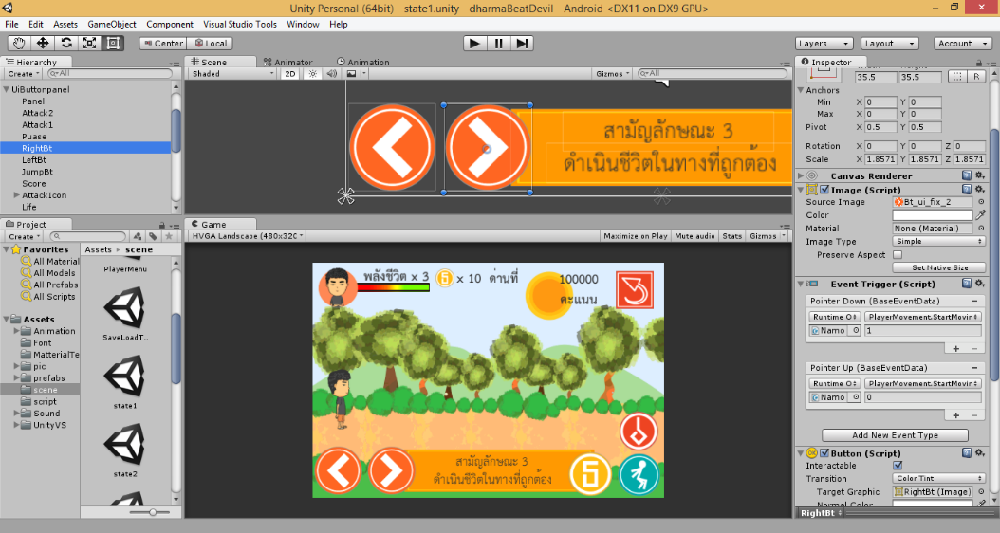 Unity Personal (64bit) - state1.unity - dharmaBeatDevil - Android <DX11 on DX9 GPU>
File Edit Assets GameObject Component Visual Studio Tools Window Help
Center Local Layers Layout Account
Hierarchy
Create All
UiButtonpanel
Panel
Attack2
Attack1
Puase
RightBt
LeftBt
JumpBt
Score
AttackIcon
Life
Scene Animator Animation
Shaded 2D Gizmos All
สามัญลักษณะ 3
ดำเนินชีวิตในทางที่ถูกต้อง
Project
Create
Favorites
All Material
All Models
All Prefabs
All Scripts
Assets
Animation
Font
MatterialTe
pic
prefabs
scene
script
Sound
UnityVS
Assets scene
PlayerMenu
SaveLoadT..
state1
state2
Game
HVGA Landscape (480x32C Maximize on Play Mute audio Stats Gizmos
พลังชีวิต x 3 x 10 ด่านที่ 100000
คะแนน
สามัญลักษณะ 3
ดำเนินชีวิตในทางที่ถูกต้อง
Inspector
35.5 35.5 R
Anchors
Min X 0 Y 0
Max X 0 Y 0
Pivot X 0.5 Y 0.5
Rotation X 0 Y 0 Z 0
Scale X 1.8571 Y 1.8571 Z 1.8571
Canvas Renderer
Image (Script)
Source Image Bt_ui_fix_2
Color
Material None (Material)
Image Type Simple
Preserve Aspect
Set Native Size
Event Trigger (Script)
Pointer Down (BaseEventData)
Runtime O PlayerMovement.StartMovin
Namo 1
Pointer Up (BaseEventData)
Runtime O PlayerMovement.StartMovin
Namo 0
Add New Event Type
Button (Script)
Interactable
Transition Color Tint
Target Graphic RightBt (Image)
Normal Color
RightBt